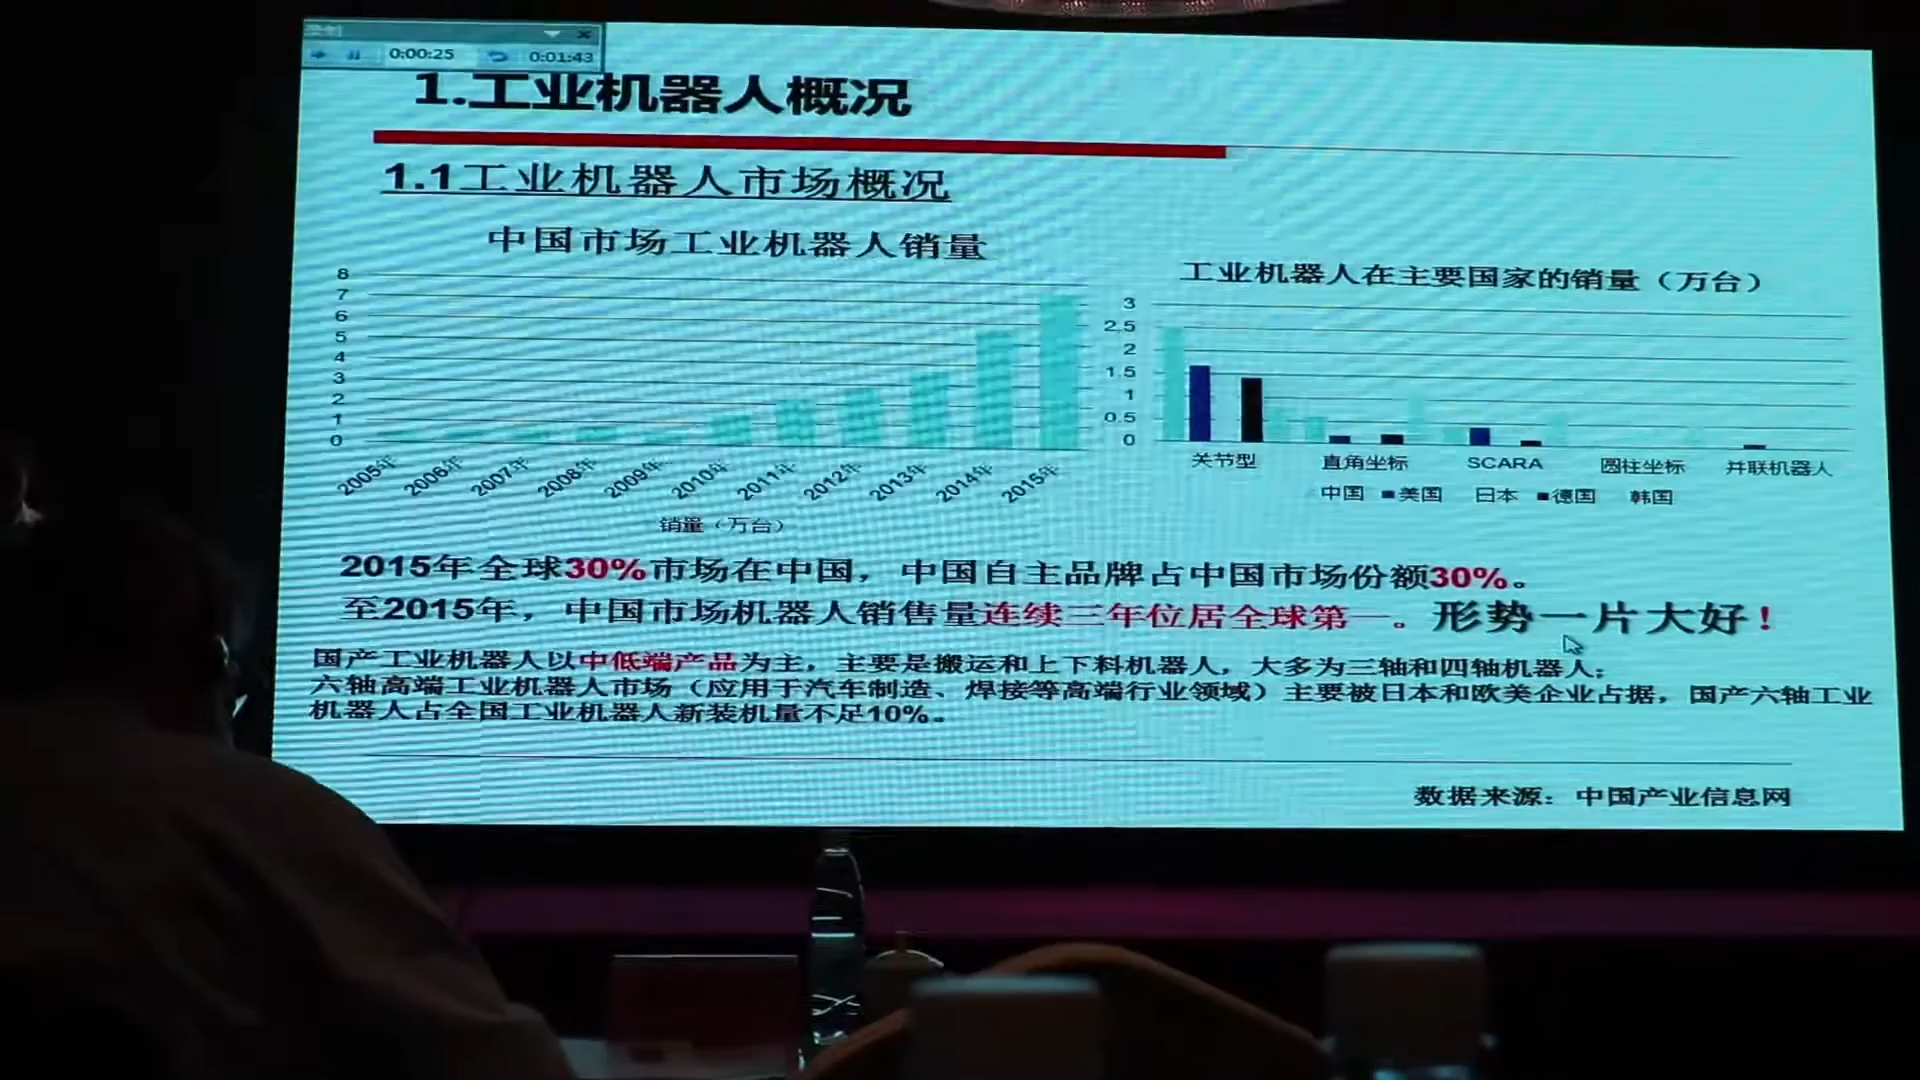 0:00:25
0:01:43
1.工业机器人概况
1.1工业机器人市场概况
中国市场工业机器人销量
8
7
6
5
4
3
2
1
0
2005年
2006年
2007年
2008年
2009年
2010年
2011年
2012年
2013年
2014年
2015年
销量（万台）
工业机器人在主要国家的销量（万台）
3
2.5
2
1.5
1
0.5
0
关节型 直角坐标 SCARA 圆柱坐标 并联机器人
中国 美国 日本 德国 韩国
2015年全球30%市场在中国，中国自主品牌占中国市场份额30%。
至2015年，中国市场机器人销售量连续三年位居全球第一。形势一片大好！
国产工业机器人以中低端产品为主，主要是搬运和上下料机器人，大多为三轴和四轴机器人；
六轴高端工业机器人市场（应用于汽车制造、焊接等高端行业领域）主要被日本和欧美企业占据，国产六轴工业
机器人占全国工业机器人新装机量不足10%。
数据来源：中国产业信息网